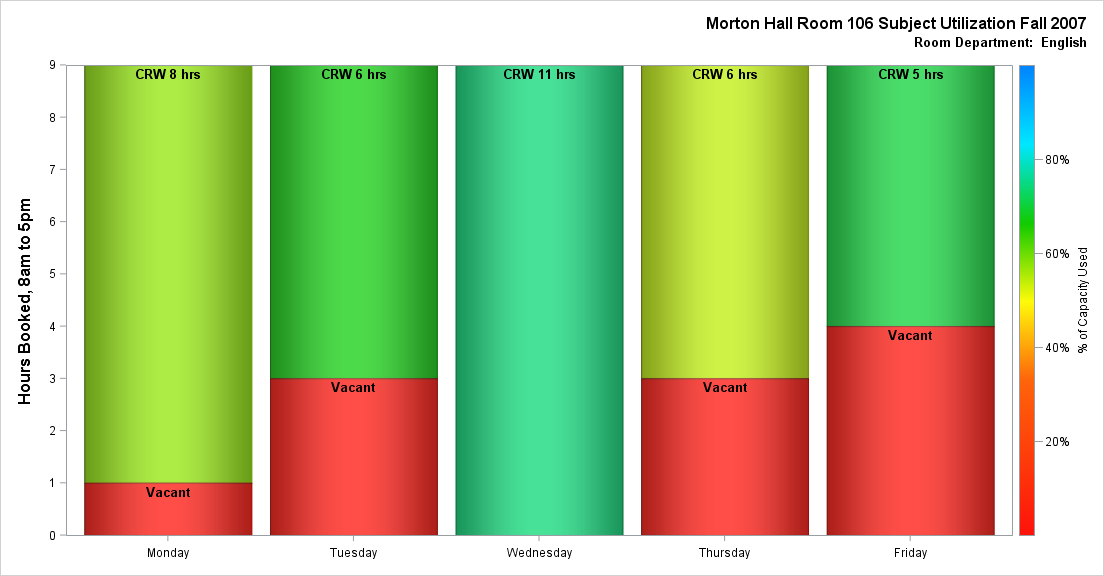 Morton Hall Room 106 Subject Utilization Fall 2007
Room Department:  English
CRW 8 hrs
CRW 6 hrs
CRW 11 hrs
CRW 6 hrs
CRW 5 hrs
Vacant
Vacant
Vacant
Vacant
Hours Booked, 8am to 5pm
9
8
7
6
5
4
3
2
1
0
Monday
Tuesday
Wednesday
Thursday
Friday
80%
60%
40%
20%
% of Capacity Used